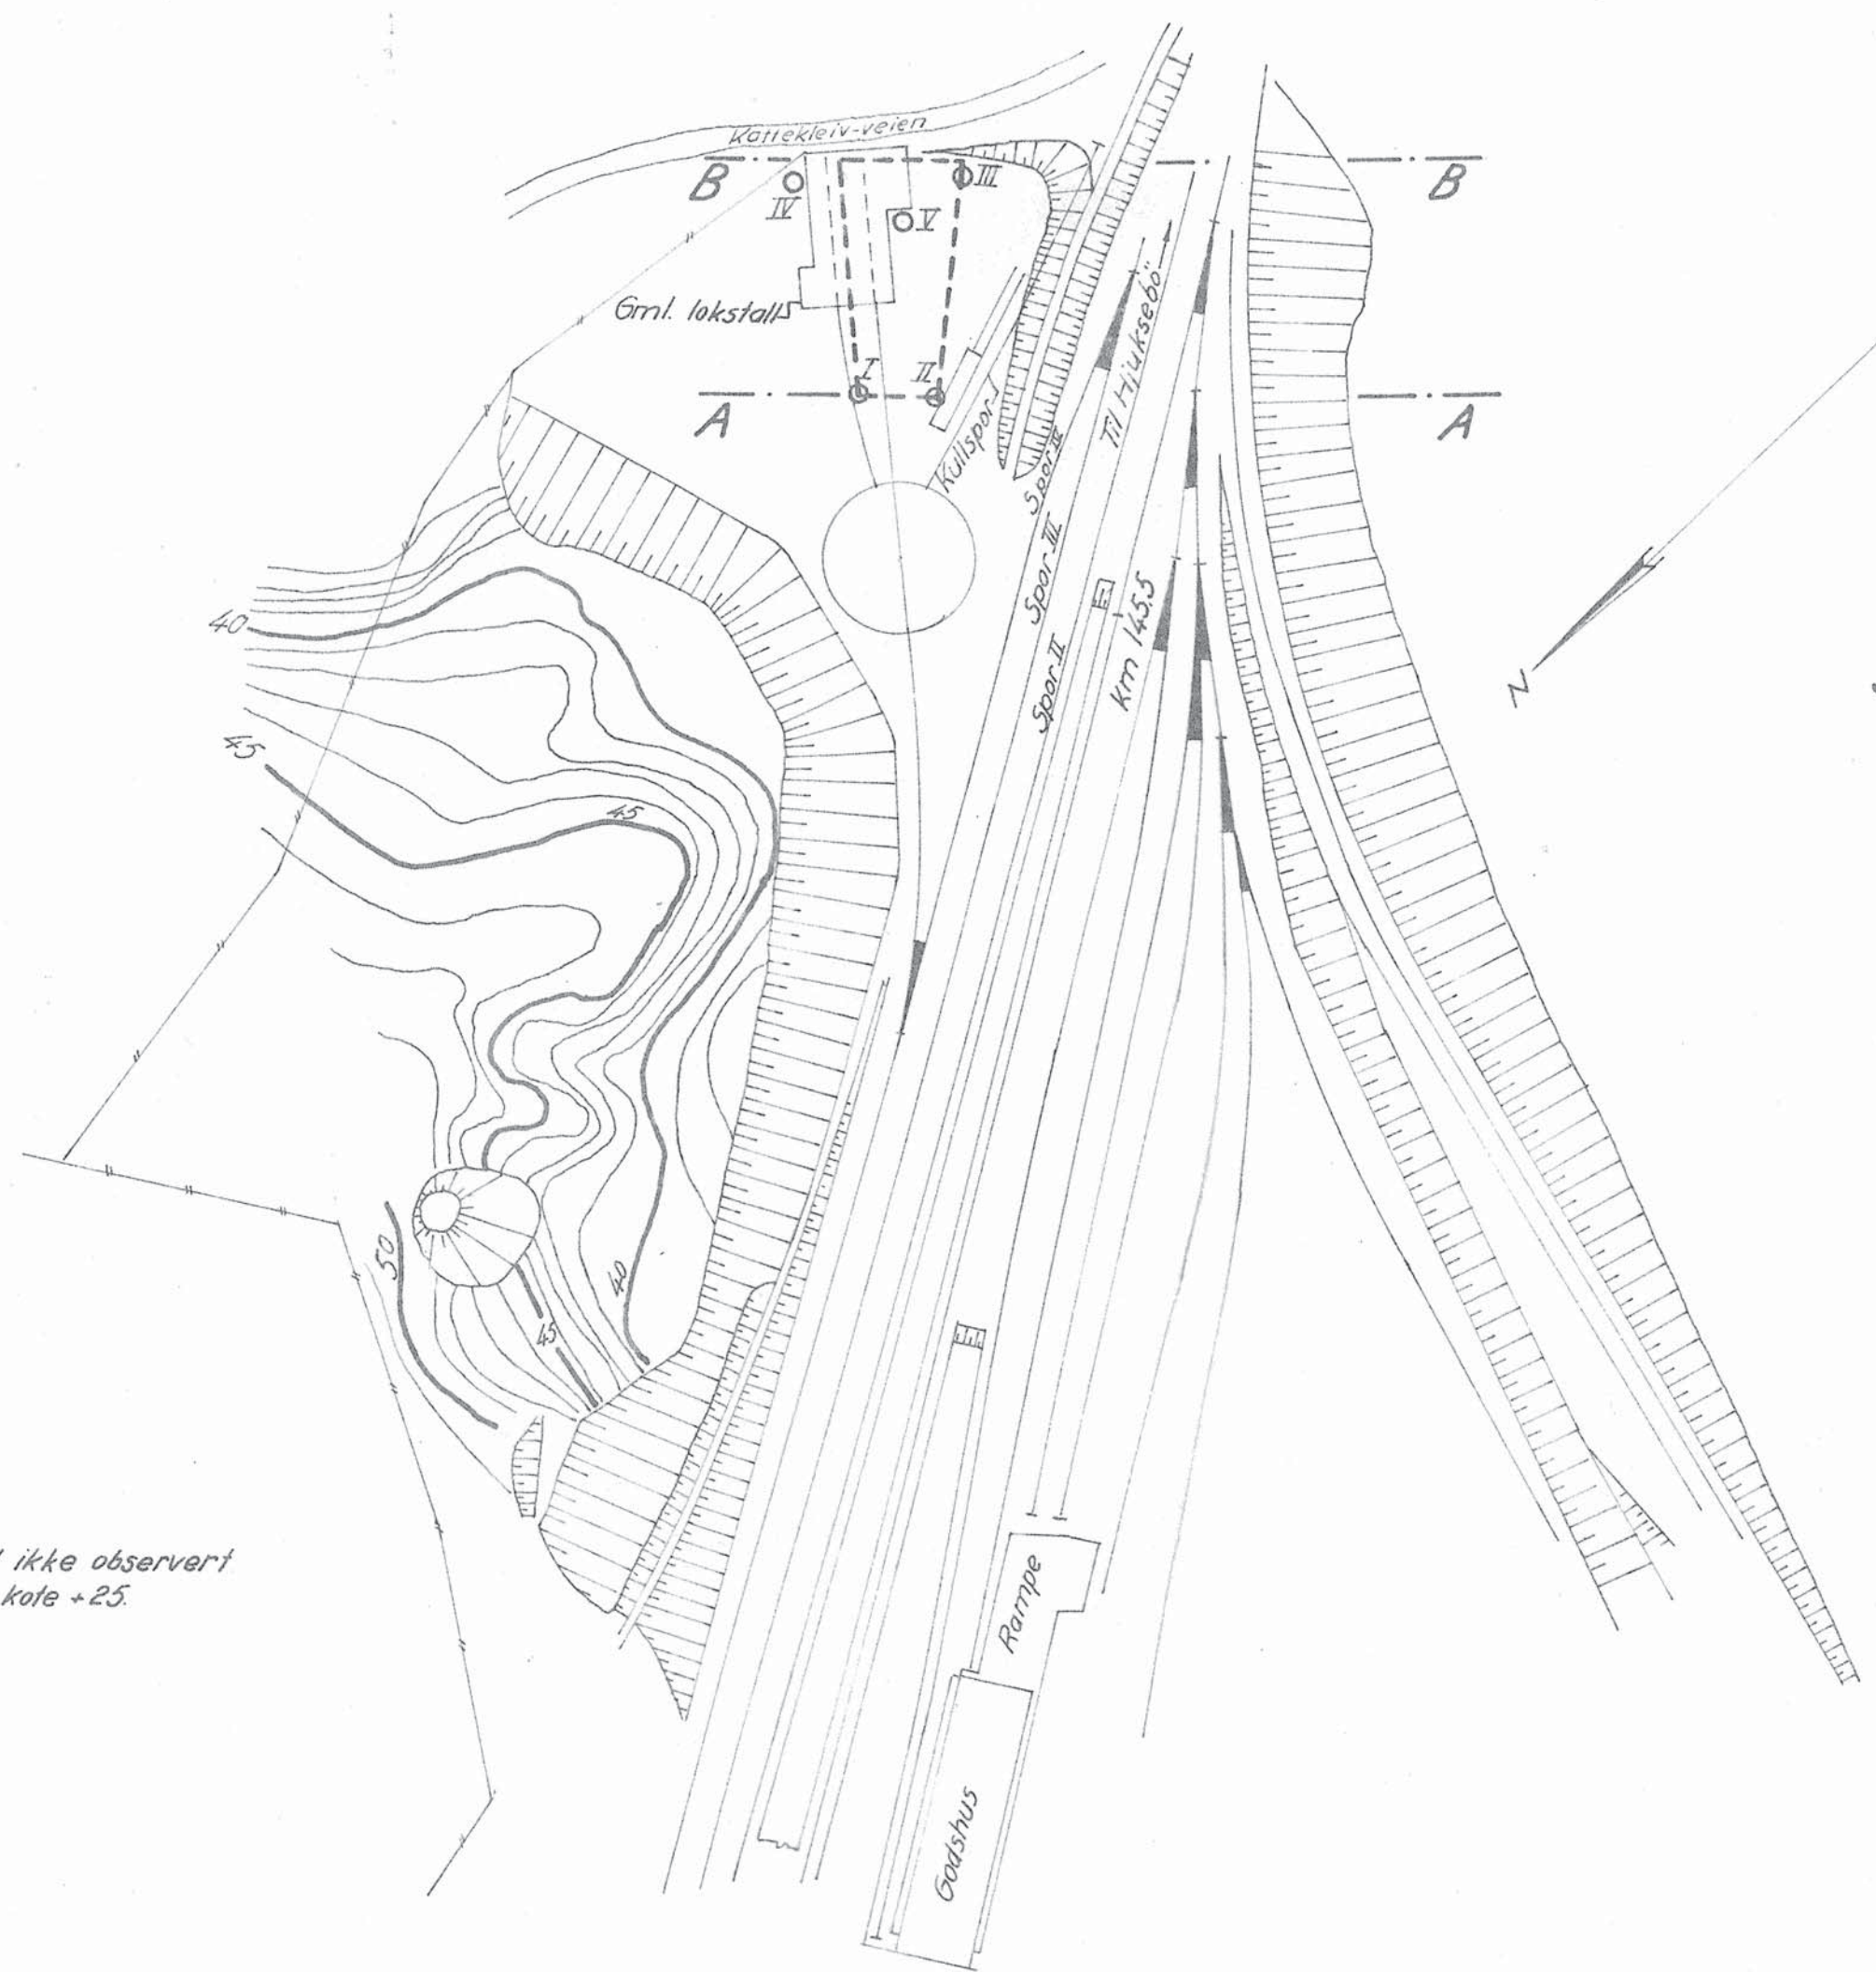 Kattekleiv-veien
B
B
IV
III
V
Gml. lokstall
I
II
A
A
Kullspor
Spor IV
Til Hjuksebö
Spor III
Spor II
km 145.5
N
40
45
45
50
40
45
ikke observert
kote +25.
Rampe
Godshus